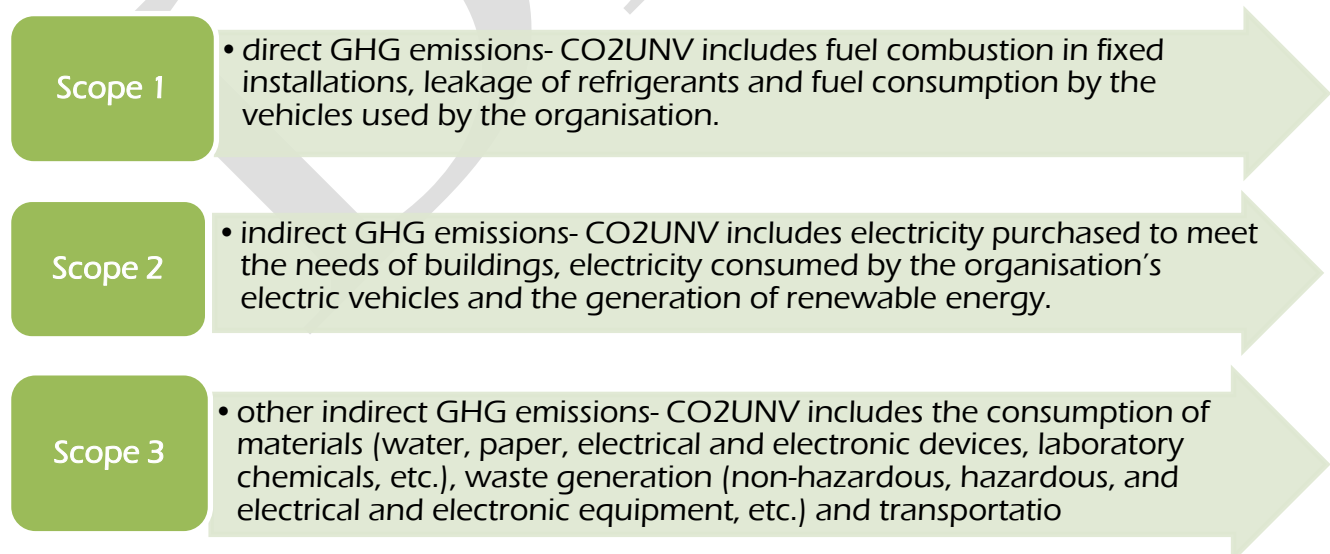 Scope 1
• direct GHG emissions- CO2UNV includes fuel combustion in fixed
installations, leakage of refrigerants and fuel consumption by the
vehicles used by the organisation.
Scope 2
• indirect GHG emissions- CO2UNV includes electricity purchased to meet
the needs of buildings, electricity consumed by the organisation's
electric vehicles and the generation of renewable energy.
Scope 3
• other indirect GHG emissions- CO2UNV includes the consumption of
materials (water, paper, electrical and electronic devices, laboratory
chemicals, etc.), waste generation (non-hazardous, hazardous, and
electrical and electronic equipment, etc.) and transportatio